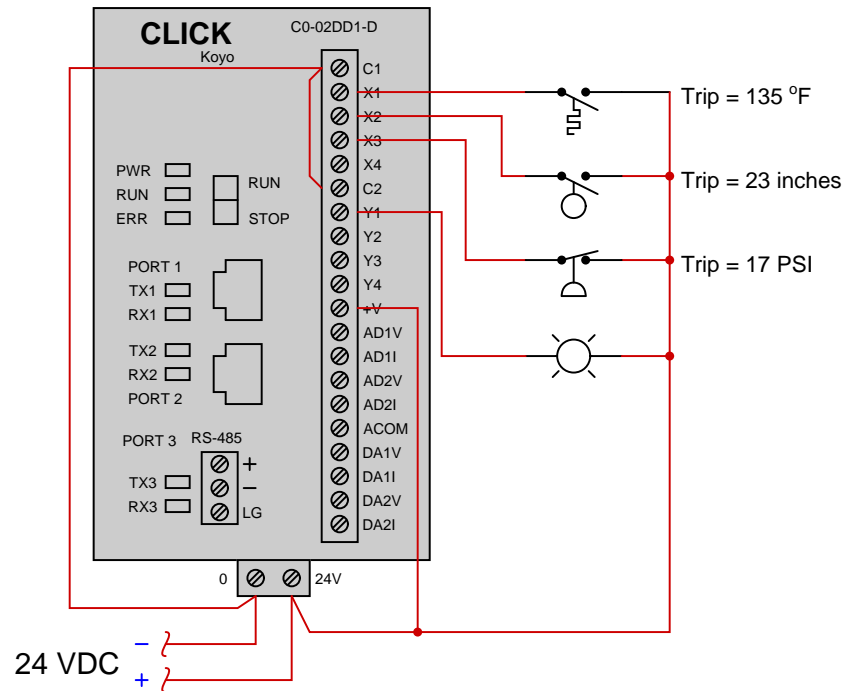 CLICK
C0-02DD1-D
Koyo
C1
X1
X2
X3
X4
C2
Y1
Y2
Y3
Y4
+V
AD1V
AD1I
AD2V
AD2I
ACOM
DA1V
DA1I
DA2V
DA2I
PWR
RUN
ERR
RUN
STOP
PORT 1
TX1
RX1
TX2
RX2
PORT 2
PORT 3 RS-485
TX3
RX3
+
−
LG
0
24V
Trip = 135 °F
Trip = 23 inches
Trip = 17 PSI
24 VDC
−
+